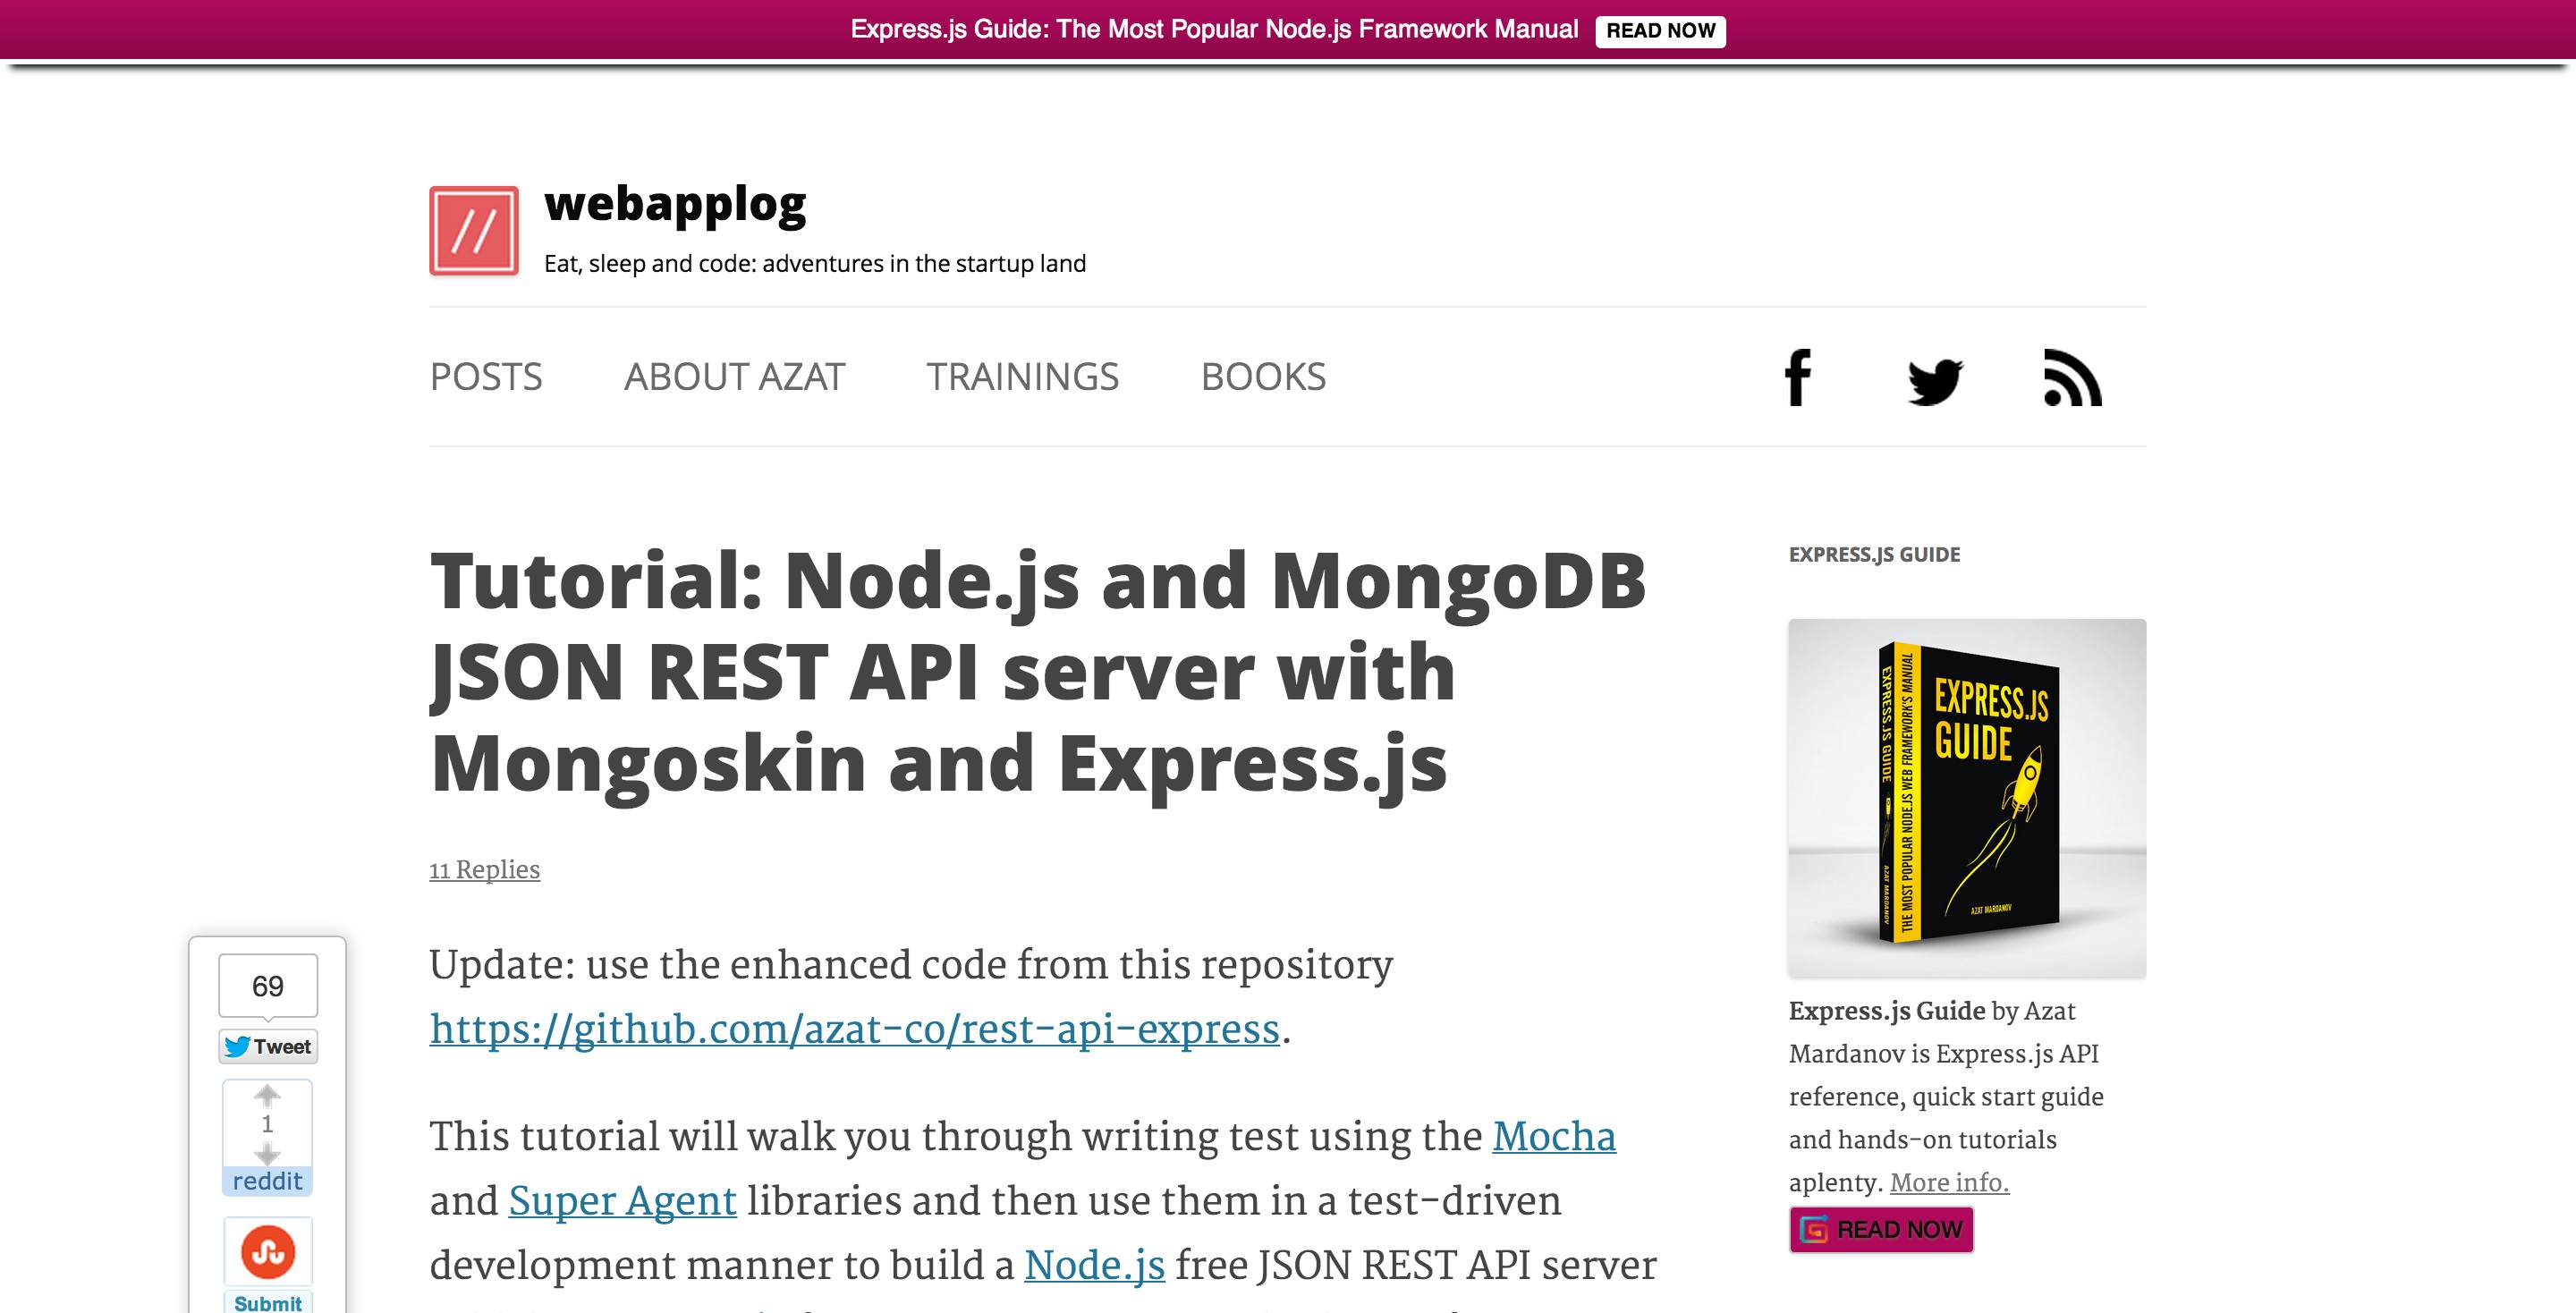 Express.js Guide: The Most Popular Node.js Framework Manual READ NOW
webapplog
Eat, sleep and code: adventures in the startup land
POSTS ABOUT AZAT TRAININGS BOOKS
Tutorial: Node.js and MongoDB
JSON REST API server with
Mongoskin and Express.js
11 Replies
Update: use the enhanced code from this repository
https://github.com/azat-co/rest-api-express.
This tutorial will walk you through writing test using the Mocha
and Super Agent libraries and then use them in a test-driven
development manner to build a Node.js free JSON REST API server
69
Tweet
1
reddit
Submit
EXPRESS.JS GUIDE
EXPRESS.JS GUIDE AZAT MARDANOV
THE MOST POPULAR NODE.JS WEB FRAMEWORK'S MANUAL
EXPRESS.JS
GUIDE
AZAT MARDANOV
Express.js Guide by Azat
Mardanov is Express.js API
reference, quick start guide
and hands-on tutorials
aplenty. More info.
READ NOW